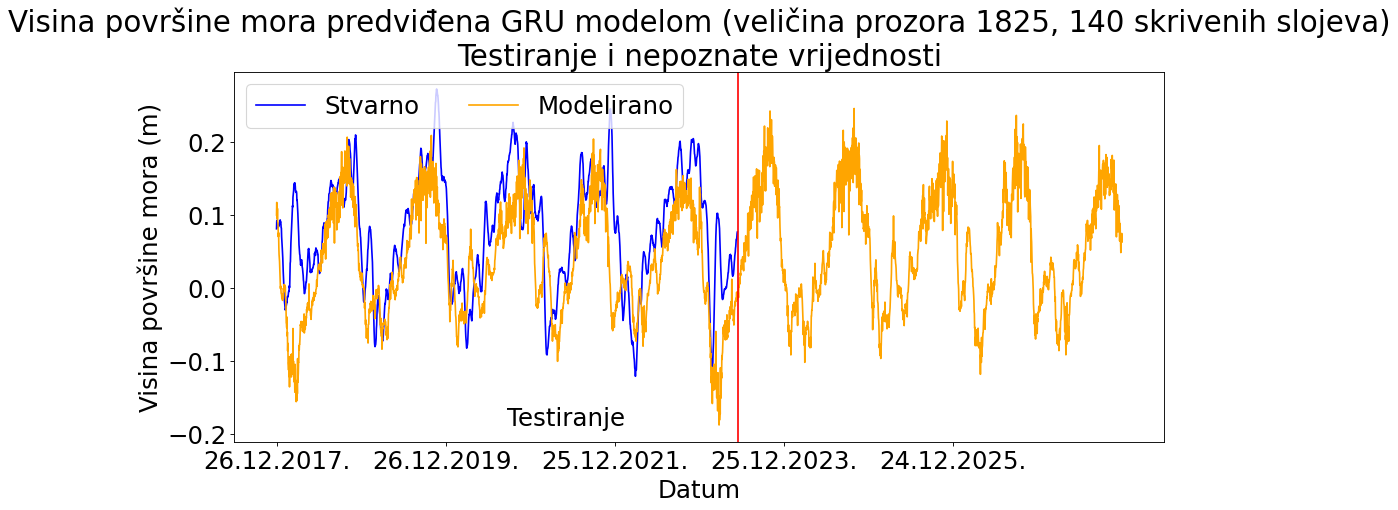 Visina površine mora predviđena GRU modelom (veličina prozora 1825, 140 skrivenih slojeva)
Testiranje i nepoznate vrijednosti
Stvarno
Modelirano
Visina površine mora (m)
0.2
0.1
0.0
−0.1
−0.2
Testiranje
26.12.2017.
26.12.2019.
25.12.2021.
25.12.2023.
24.12.2025.
Datum